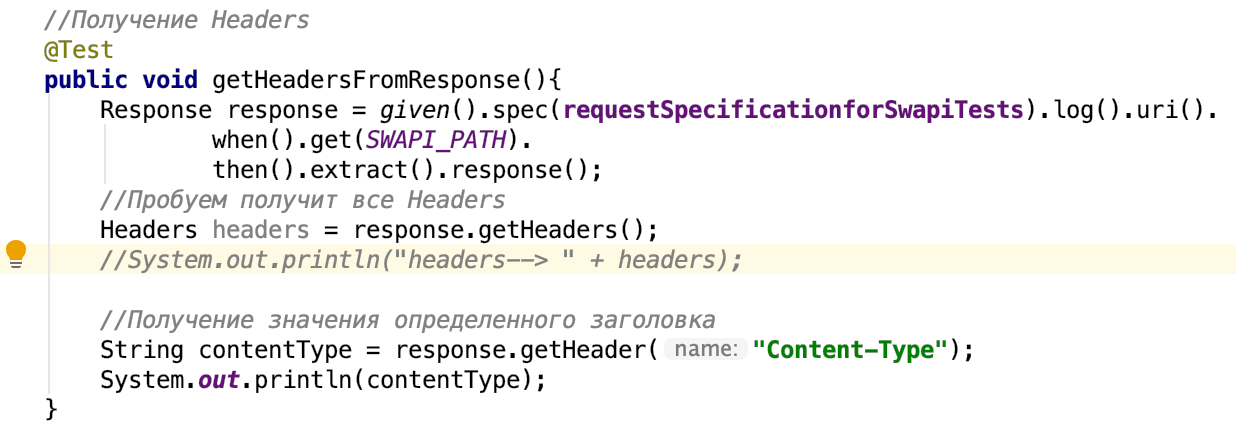 //Получение Headers
@Test
public void getHeadersFromResponse(){
Response response = given().spec(requestSpecificationforSwapiTests).log().uri().
when().get(SWAPI_PATH).
then().extract().response();
//Пробуем получит все Headers
Headers headers = response.getHeaders();
//System.out.println("headers--> " + headers);
//Получение значения определенного заголовка
String contentType = response.getHeader( name: "Content-Type");
System.out.println(contentType);
}